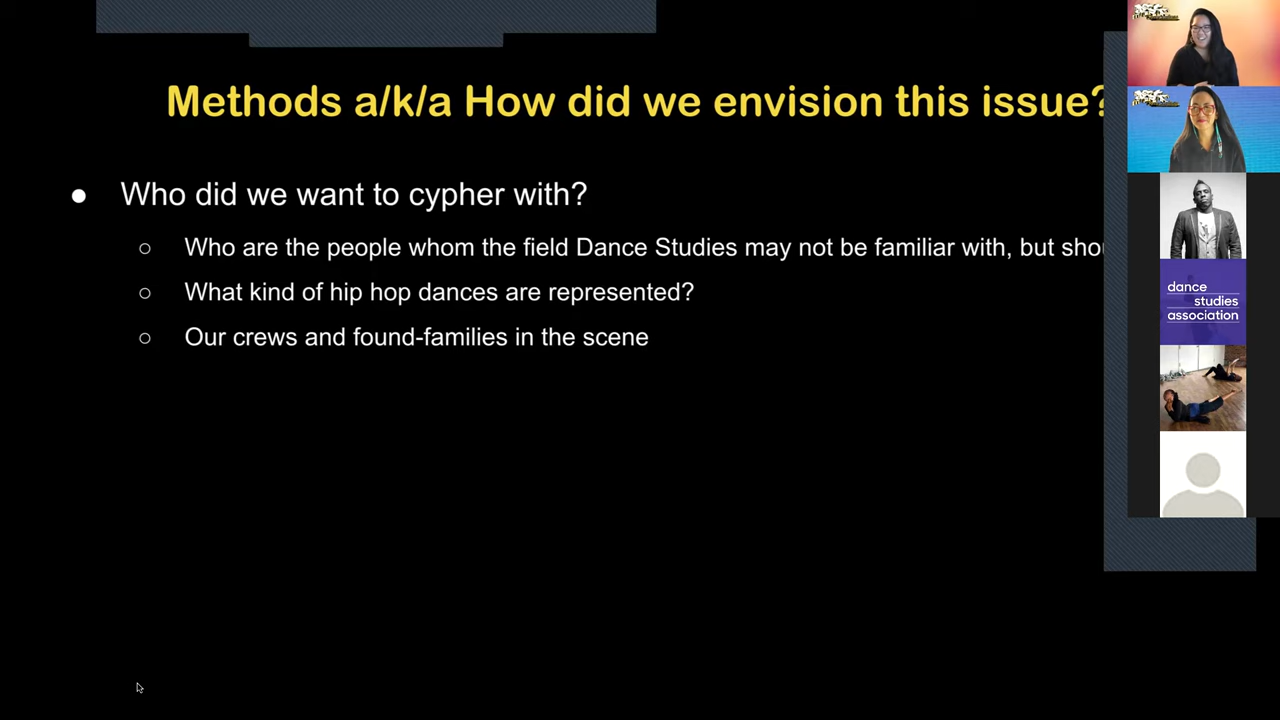 Methods a/k/a How did we envision this issue?
● Who did we want to cypher with?
○ Who are the people whom the field Dance Studies may not be familiar with, but
○ What kind of hip hop dances are represented?
○ Our crews and found-families in the scene
dance
studies
association